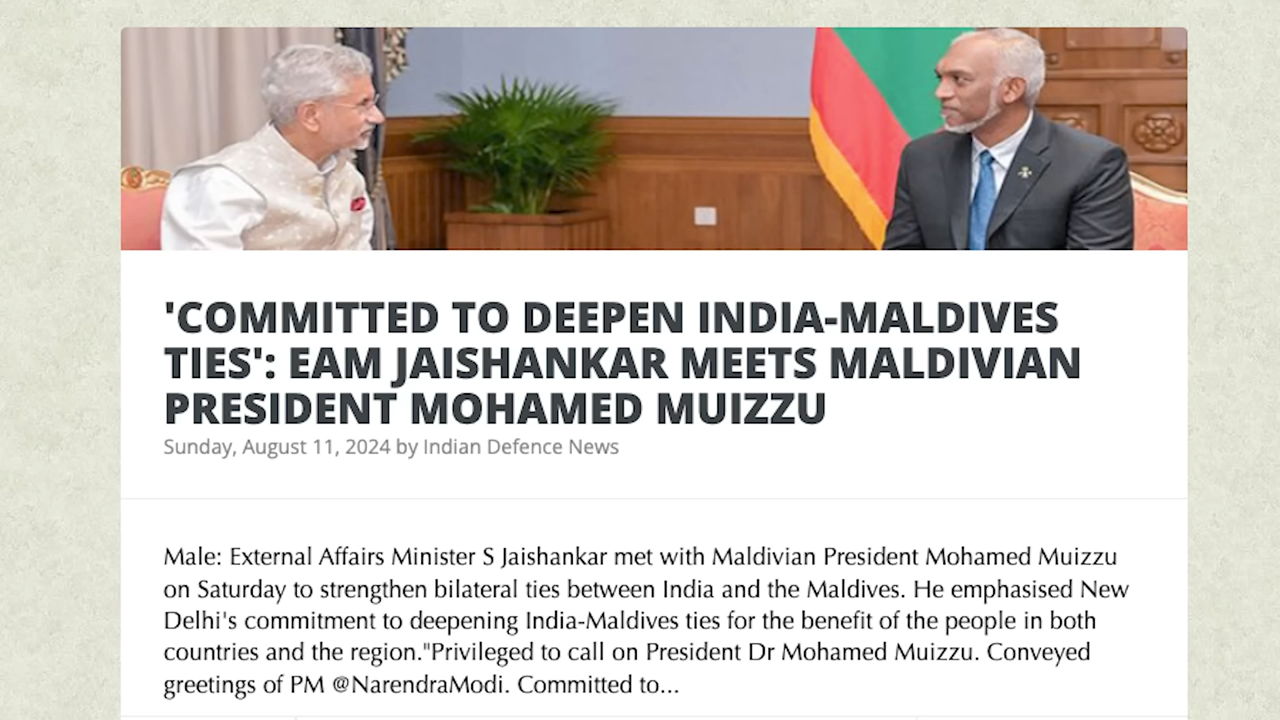 'COMMITTED TO DEEPEN INDIA-MALDIVES
TIES': EAM JAISHANKAR MEETS MALDIVIAN
PRESIDENT MOHAMED MUIZZU
Sunday, August 11, 2024 by Indian Defence News
Male: External Affairs Minister S Jaishankar met with Maldivian President Mohamed Muizzu
on Saturday to strengthen bilateral ties between India and the Maldives. He emphasised New
Delhi's commitment to deepening India-Maldives ties for the benefit of the people in both
countries and the region."Privileged to call on President Dr Mohamed Muizzu. Conveyed
greetings of PM @NarendraModi. Committed to...